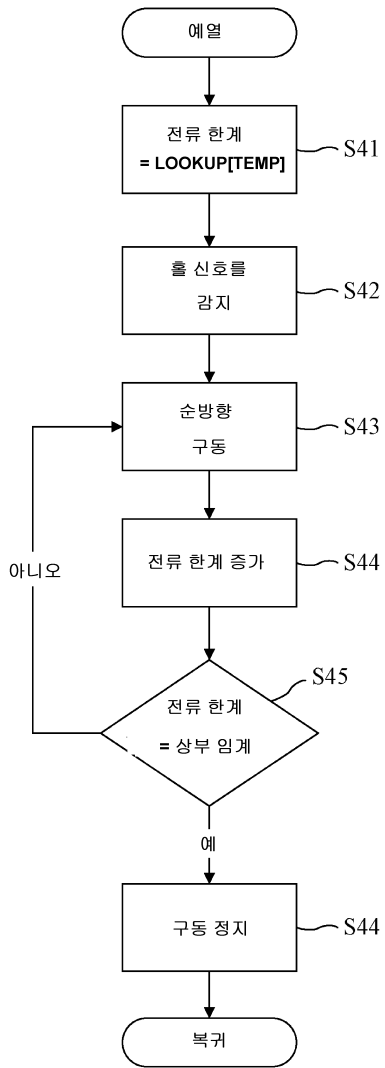 예열
전류 한계
= LOOKUP[TEMP]
S41
홀 신호를
감지
S42
순방향
구동
S43
전류 한계 증가
S44
아니오
S45
전류 한계
= 상부 임계
예
구동 정지
S44
복귀